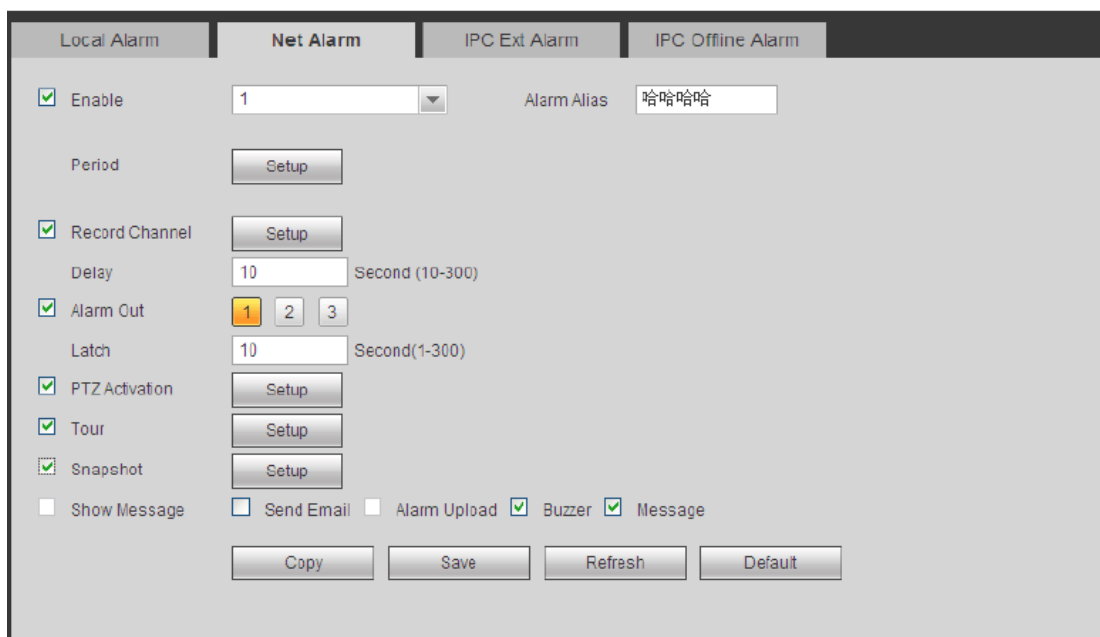 Local Alarm Net Alarm IPC Ext Alarm IPC Offline Alarm
Enable 1 Alarm Alias 哈哈哈哈
Period Setup
Record Channel Setup
Delay 10 Second (10-300)
Alarm Out 1 2 3
Latch 10 Second(1-300)
PTZ Activation Setup
Tour Setup
Snapshot Setup
Show Message Send Email Alarm Upload Buzzer Message
Copy Save Refresh Default